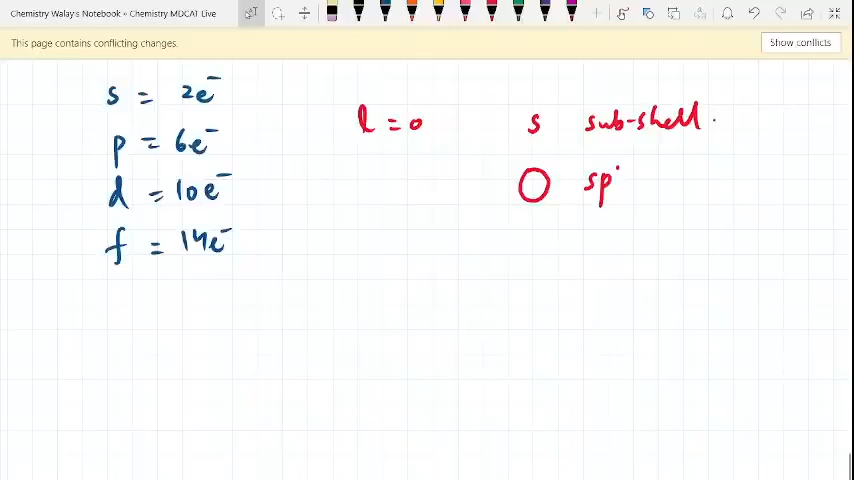 Chemistry Walay's Notebook » Chemistry MDCAT Live
This page contains conflicting changes.
Show conflicts
s = 2e⁻
p = 6e⁻
d = 10e⁻
f = 14e⁻
l = 0 s sub-shell.
sp